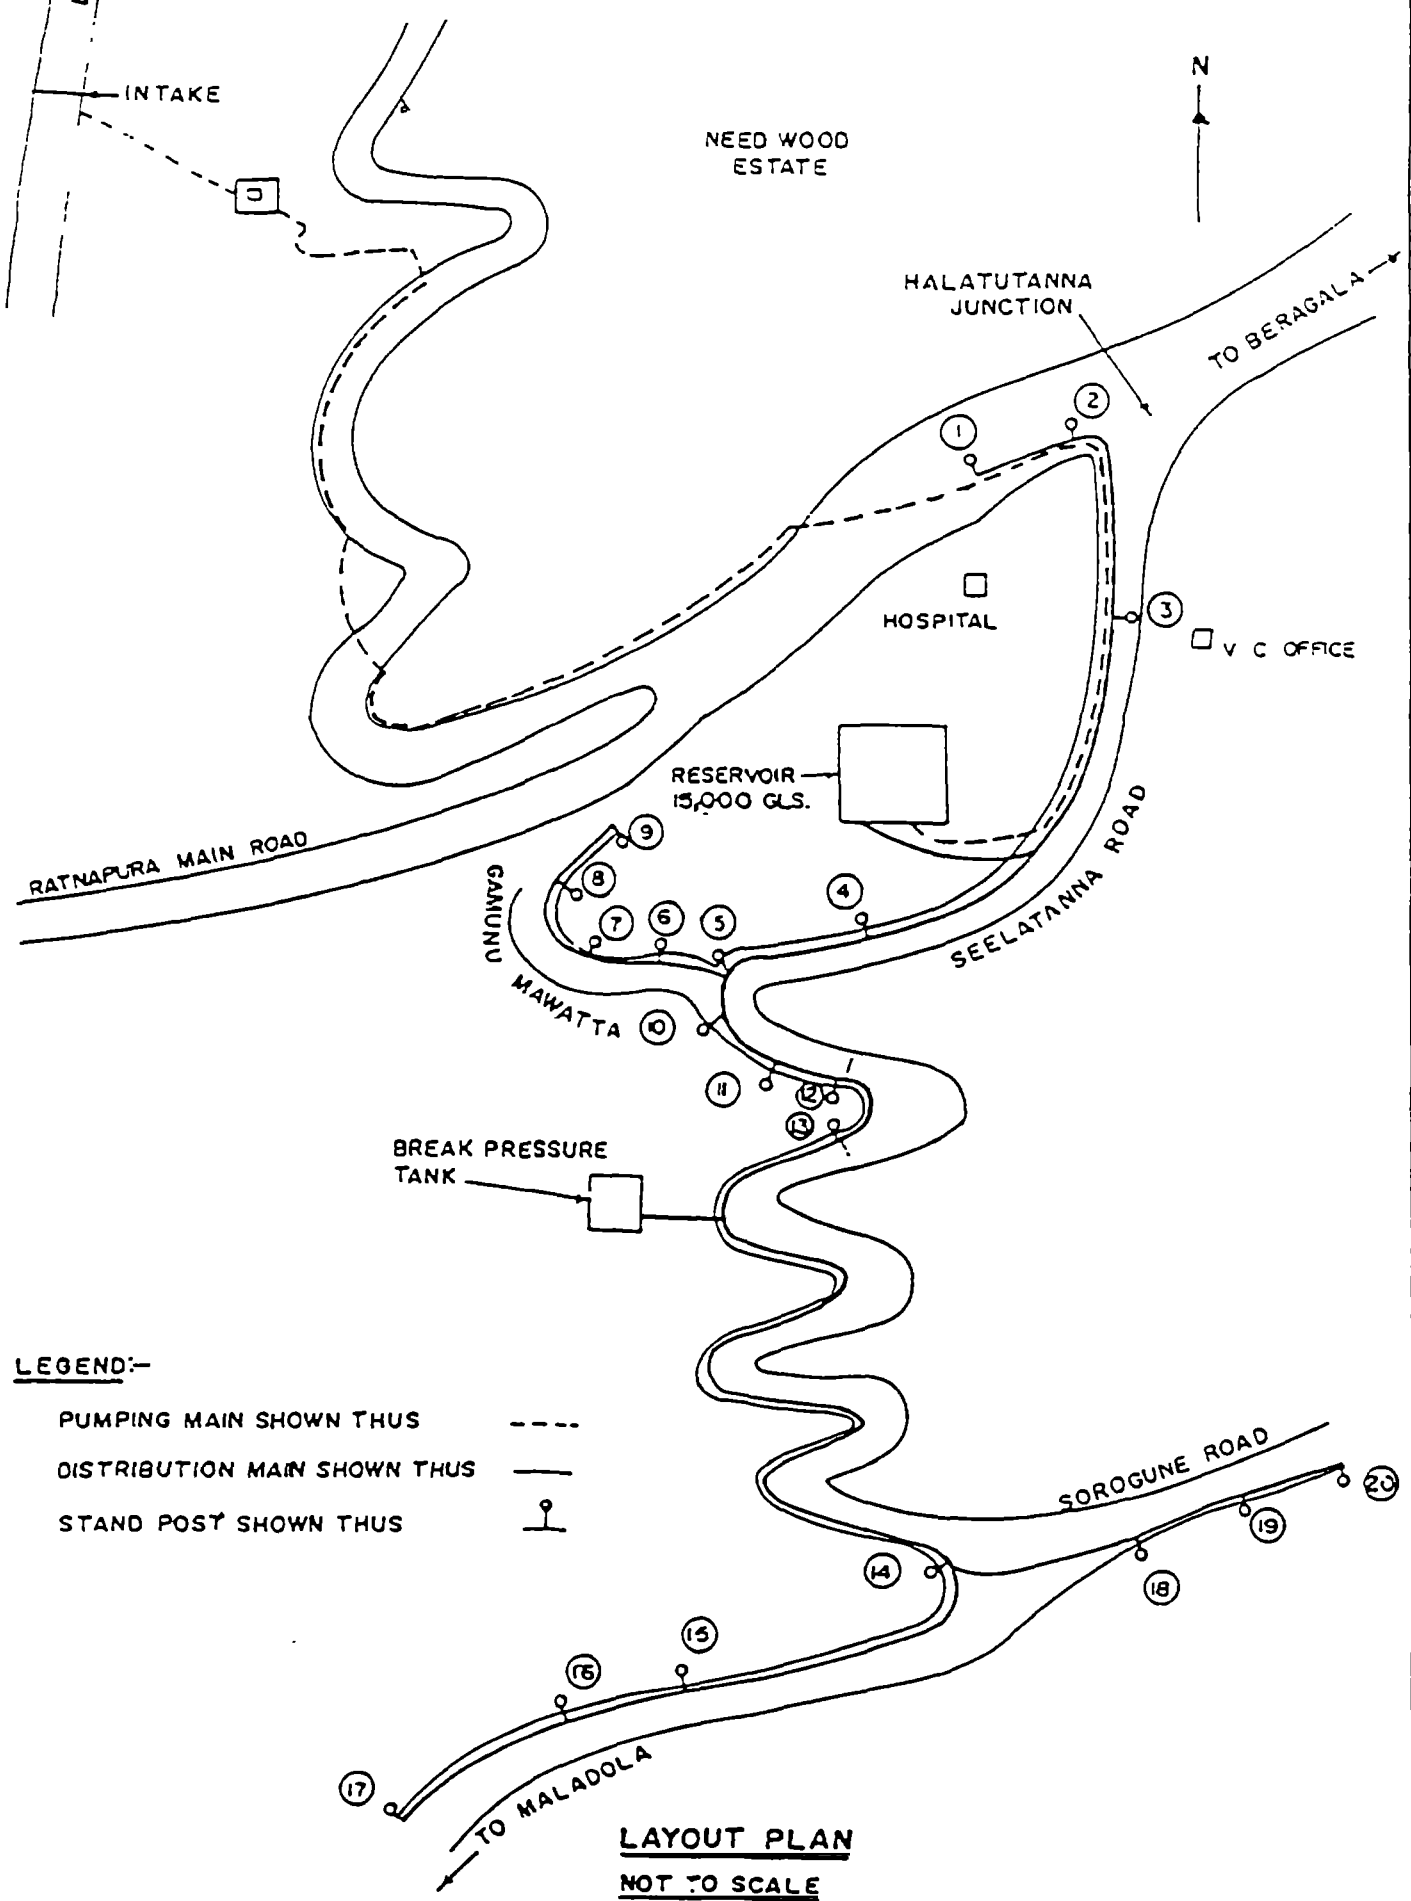 INTAKE
N
NEED WOOD
ESTATE
HALATUTANNA
JUNCTION
TO BERAGALA
2
1
3
HOSPITAL
V C OFFICE
RESERVOIR
15,000 GLS.
SEELATANNA ROAD
RATNAPURA MAIN ROAD
9
8
4
7
6
5
GAMUNU
MAWATTA
10
11
12
13
BREAK PRESSURE
TANK
LEGEND:-
PUMPING MAIN SHOWN THUS
DISTRIBUTION MAIN SHOWN THUS
STAND POST SHOWN THUS
SOROGUNE ROAD
20
19
18
14
15
16
17
TO MALADOLA
LAYOUT PLAN
NOT TO SCALE